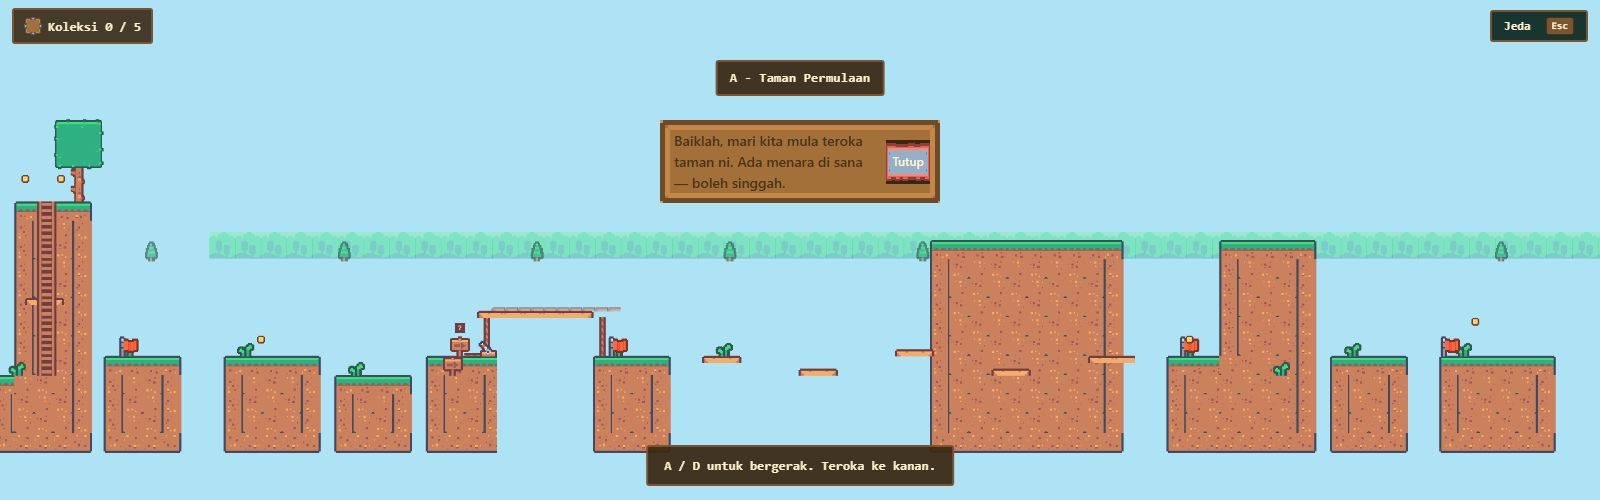 Koleksi 0 / 5
Jeda Esc
A - Taman Permulaan
Baiklah, mari kita mula teroka
taman ni. Ada menara di sana
— boleh singgah.
Tutup
?
A / D untuk bergerak. Teroka ke kanan.